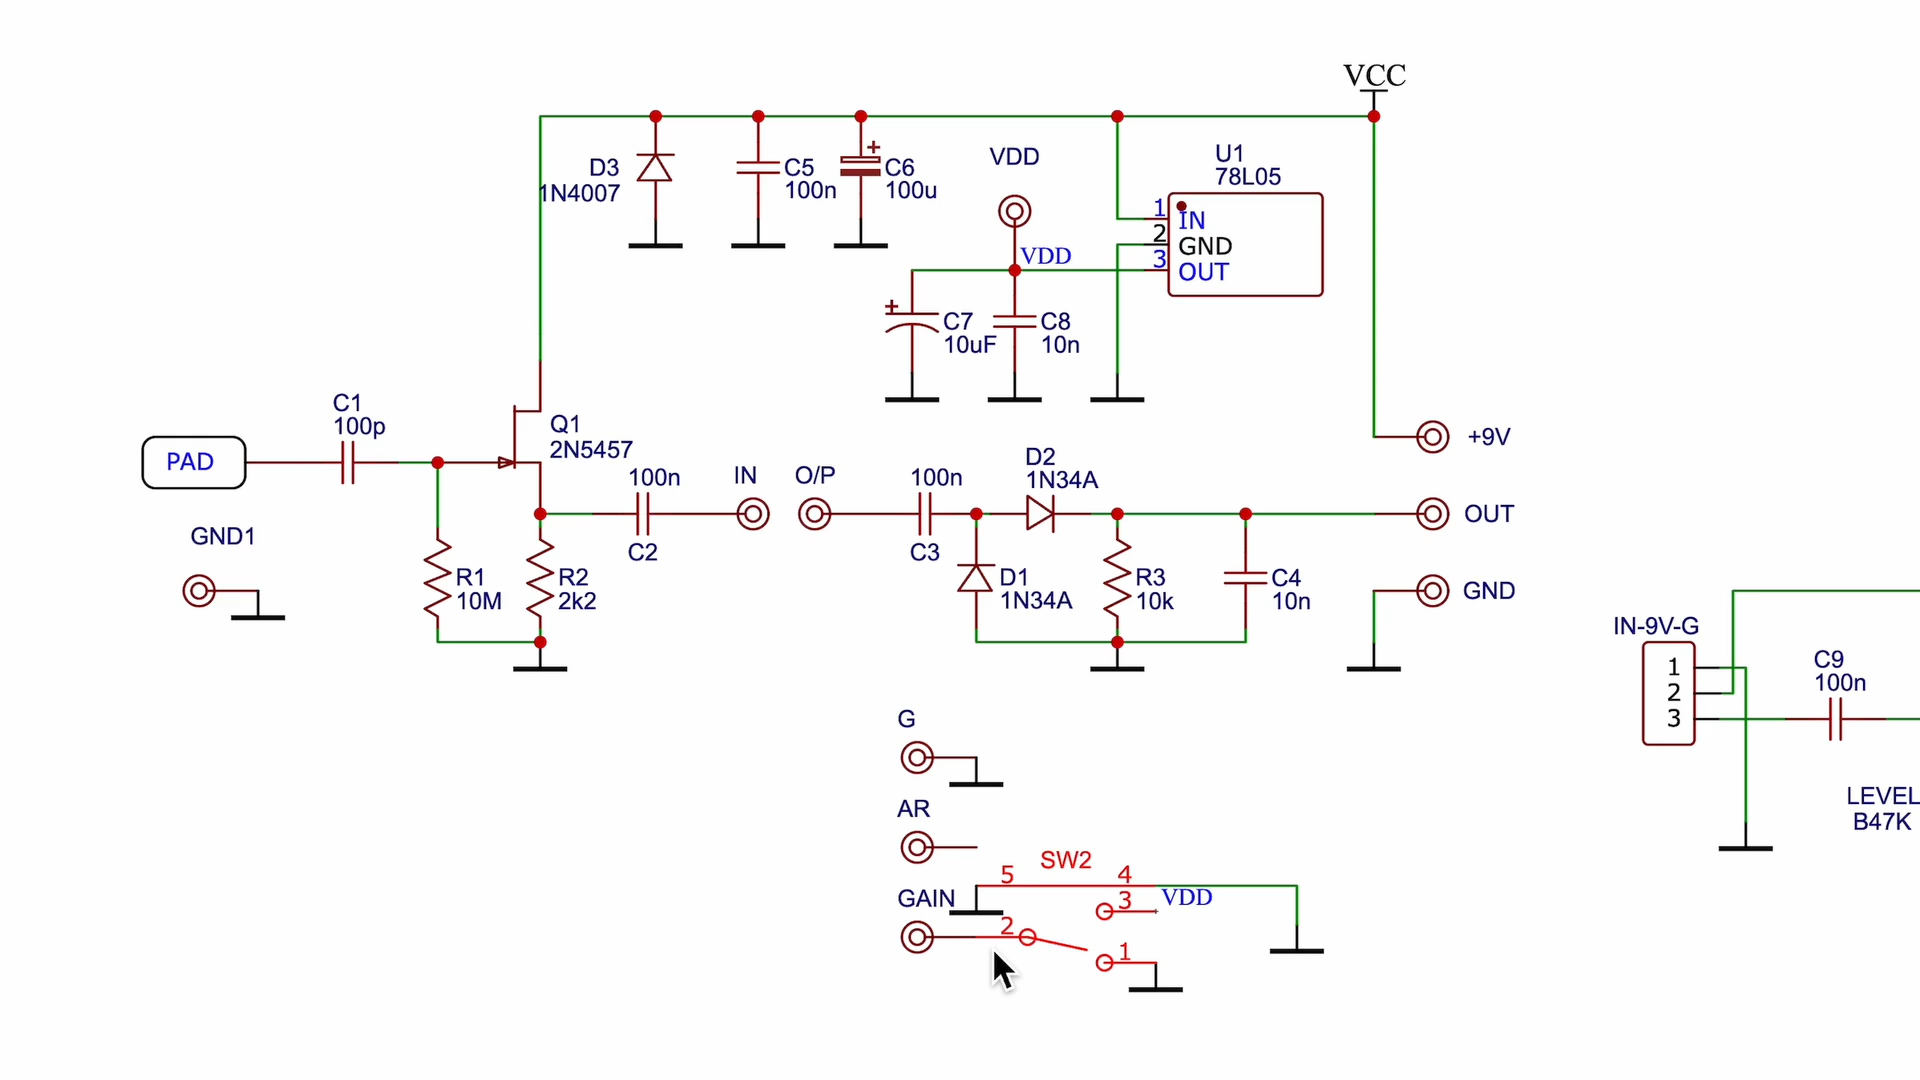 VCC
D3
1N4007
C5
100n
C6
100u
VDD
U1
78L05
1 IN
2 GND
3 OUT
VDD
C7
10uF
C8
10n
C1
100p
PAD
Q1
2N5457
100n
C2
IN
O/P
100n
C3
D2
1N34A
+9V
OUT
GND1
R1
10M
R2
2k2
D1
1N34A
R3
10k
C4
10n
GND
IN-9V-G
1
2
3
C9
100n
G
LEVEL
B47K
AR
SW2
5
4
GAIN
3
VDD
2
1